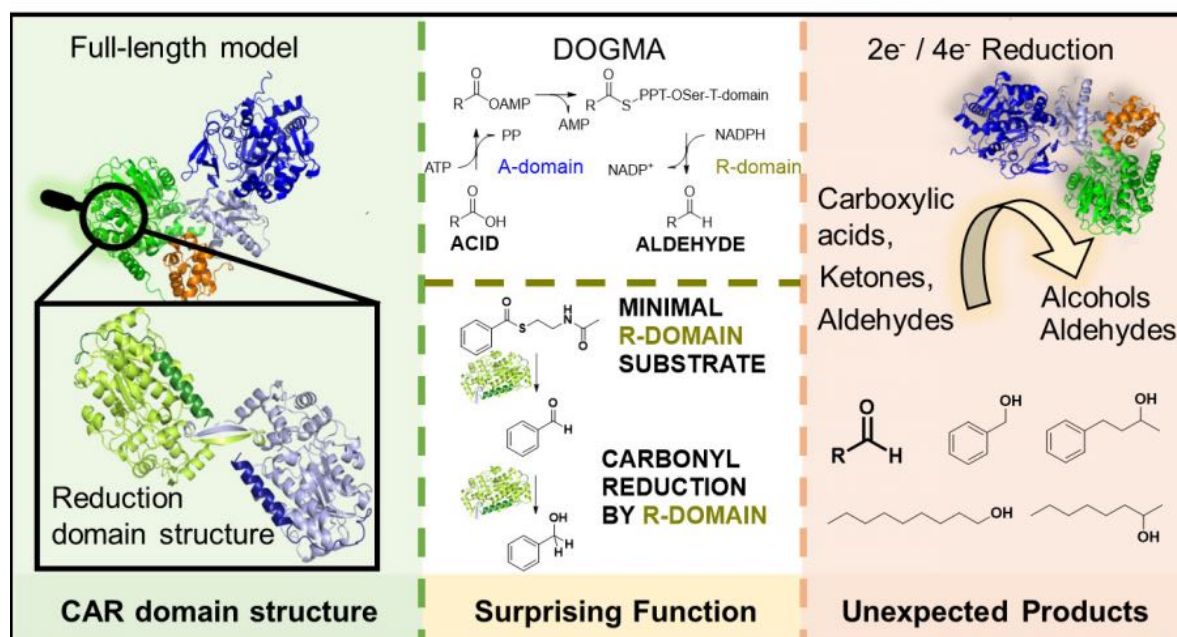 Full-length model
Reduction
domain structure
CAR domain structure
DOGMA
O
R
OAMP
AMP
O
R
S
PPT-OSer-T-domain
PP
ATP
A-domain
NADPH
NADP⁺
R-domain
O
R
OH
ACID
O
R
H
ALDEHYDE
O
S
H
N
O
MINIMAL
R-DOMAIN
SUBSTRATE
O
H
CARBONYL
REDUCTION
BY R-DOMAIN
OH
H
H
Surprising Function
2e⁻ / 4e⁻ Reduction
Carboxylic
acids,
Ketones,
Aldehydes
Alcohols
Aldehydes
O
R
H
OH
OH
OH
OH
Unexpected Products